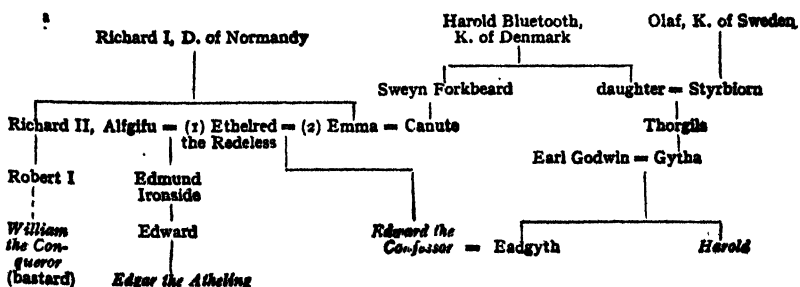 a
Harold Bluetooth, Olaf, K. of Sweden,
Richard I, D. of Normandy K. of Denmark
Sweyn Forkbeard daughter = Styrbiorn
Richard II, Alfgifu = (1) Ethelred = (2) Emma = Canute Thorgils
the Redeless
Earl Godwin = Gytha
Robert I Edmund
Ironside
William Edward Edward the
the Con- Confessor = Eadgyth Harold
queror
(bastard) Edgar the Atheling